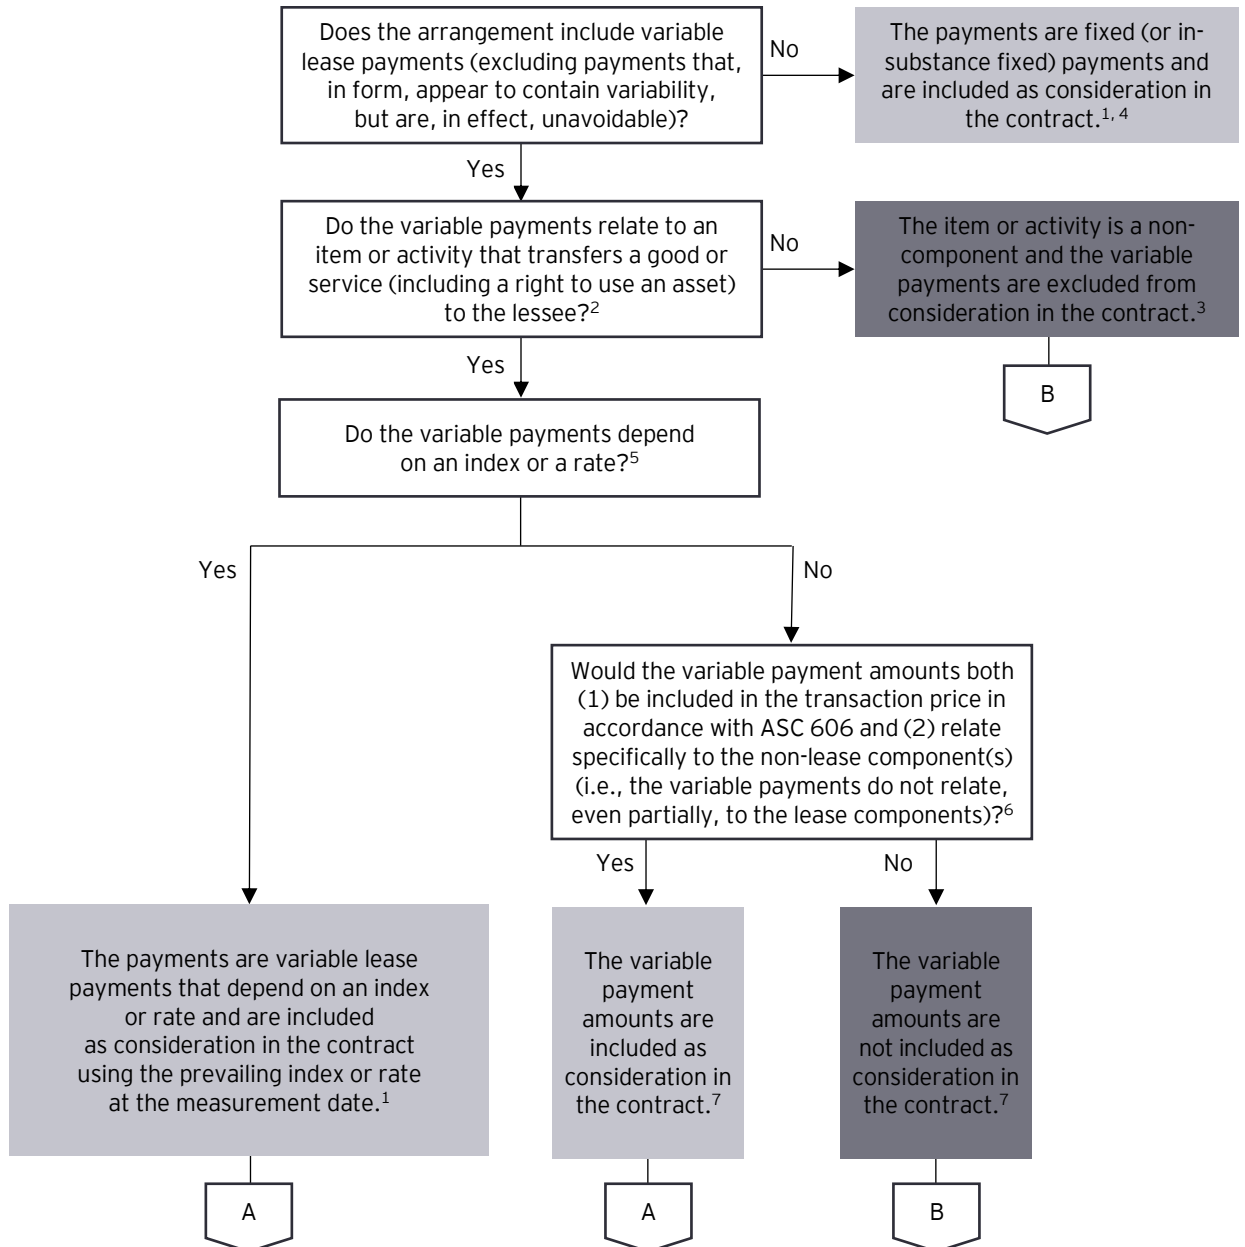 Does the arrangement include variable
lease payments (excluding payments that,
in form, appear to contain variability,
but are, in effect, unavoidable)?
No
The payments are fixed (or in-
substance fixed) payments and
are included as consideration in
the contract.1, 4
Yes
Do the variable payments relate to an
item or activity that transfers a good or
service (including a right to use an asset)
to the lessee?2
No
The item or activity is a non-
component and the variable
payments are excluded from
consideration in the contract.3
B
Yes
Do the variable payments depend
on an index or a rate?5
Yes
No
Would the variable payment amounts both
(1) be included in the transaction price in
accordance with ASC 606 and (2) relate
specifically to the non-lease component(s)
(i.e., the variable payments do not relate,
even partially, to the lease components)?6
Yes
No
The payments are variable lease
payments that depend on an index
or rate and are included
as consideration in the contract
using the prevailing index or rate
at the measurement date.1
The variable
payment
amounts are
included as
consideration in
the contract.7
The variable
payment
amounts are
not included as
consideration in
the contract.7
A
A
B